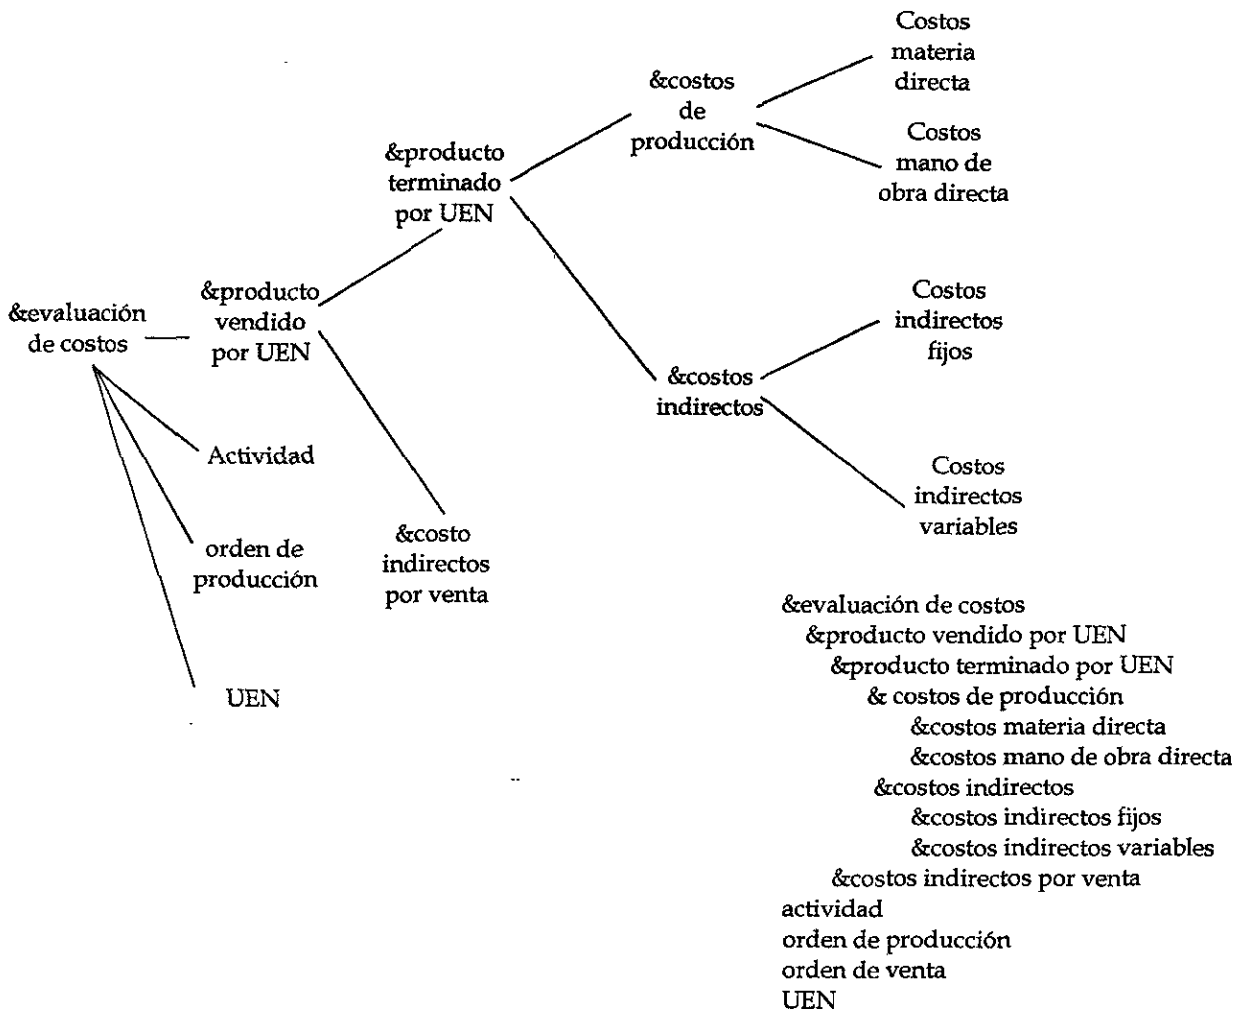 Costos
materia
directa
&costos
de
producción
Costos
mano de
obra directa
&producto
terminado
por UEN
&producto
vendido
por UEN
&evaluación
de costos
Costos
indirectos
fijos
&costos
indirectos
Actividad
Costos
indirectos
variables
orden de
producción
&costo
indirectos
por venta
UEN
&evaluación de costos
&producto vendido por UEN
&producto terminado por UEN
& costos de producción
&costos materia directa
&costos mano de obra directa
&costos indirectos
&costos indirectos fijos
&costos indirectos variables
&costos indirectos por venta
actividad
orden de producción
orden de venta
UEN